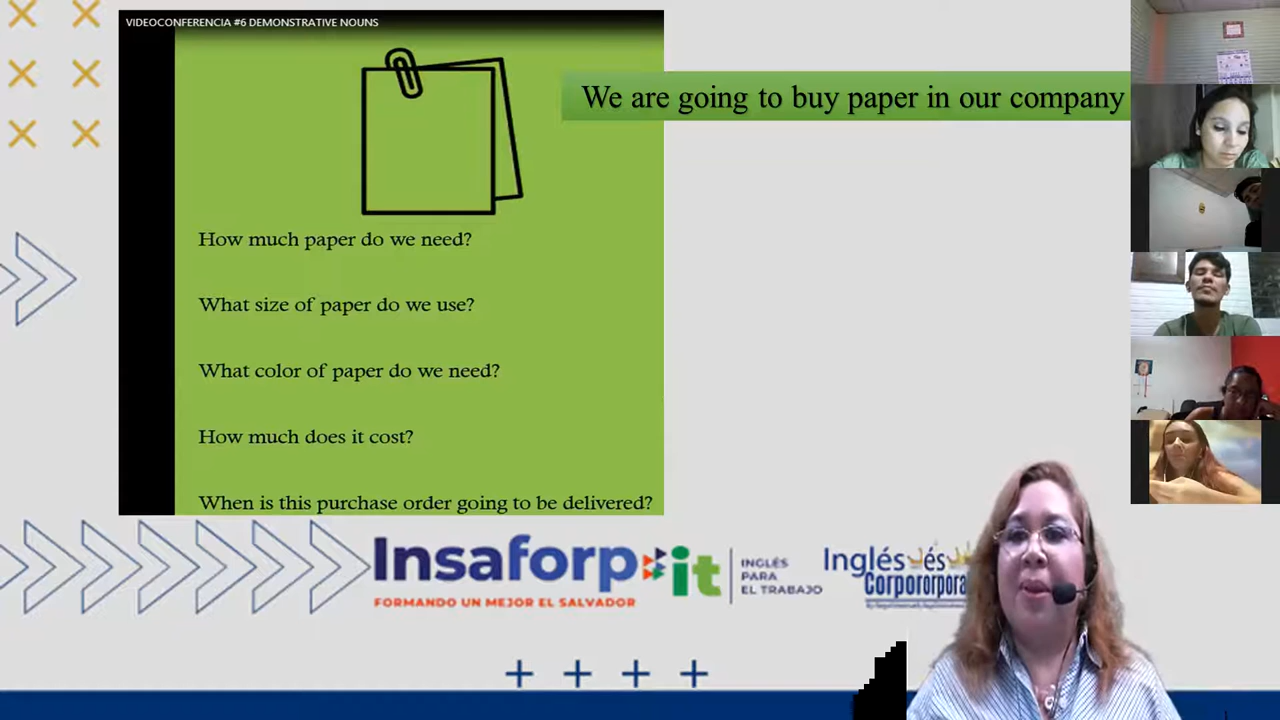 VIDEOCONFERENCIA #6 DEMONSTRATIVE NOUNS
We are going to buy paper in our company
How much paper do we need?
What size of paper do we use?
What color of paper do we need?
How much does it cost?
When is this purchase order going to be delivered?
Insaforp it
FORMANDO UN MEJOR EL SALVADOR
INGLÉS
PARA
EL TRABAJO
Inglés